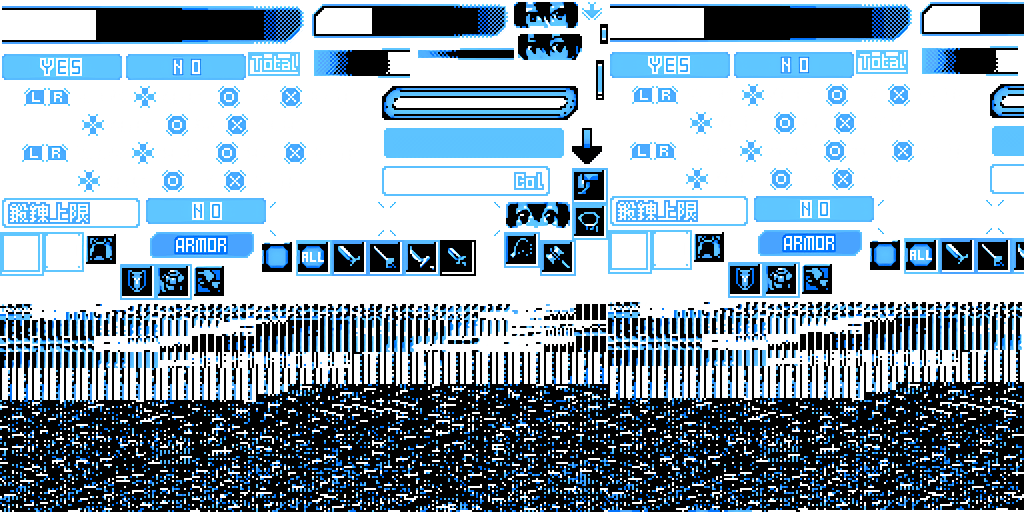 YES NO Total YES NO Total
L R L R
L R L R
Col
鍛錬上限 NO 鍛錬上限 NO
ARMOR ARMOR
ALL ALL